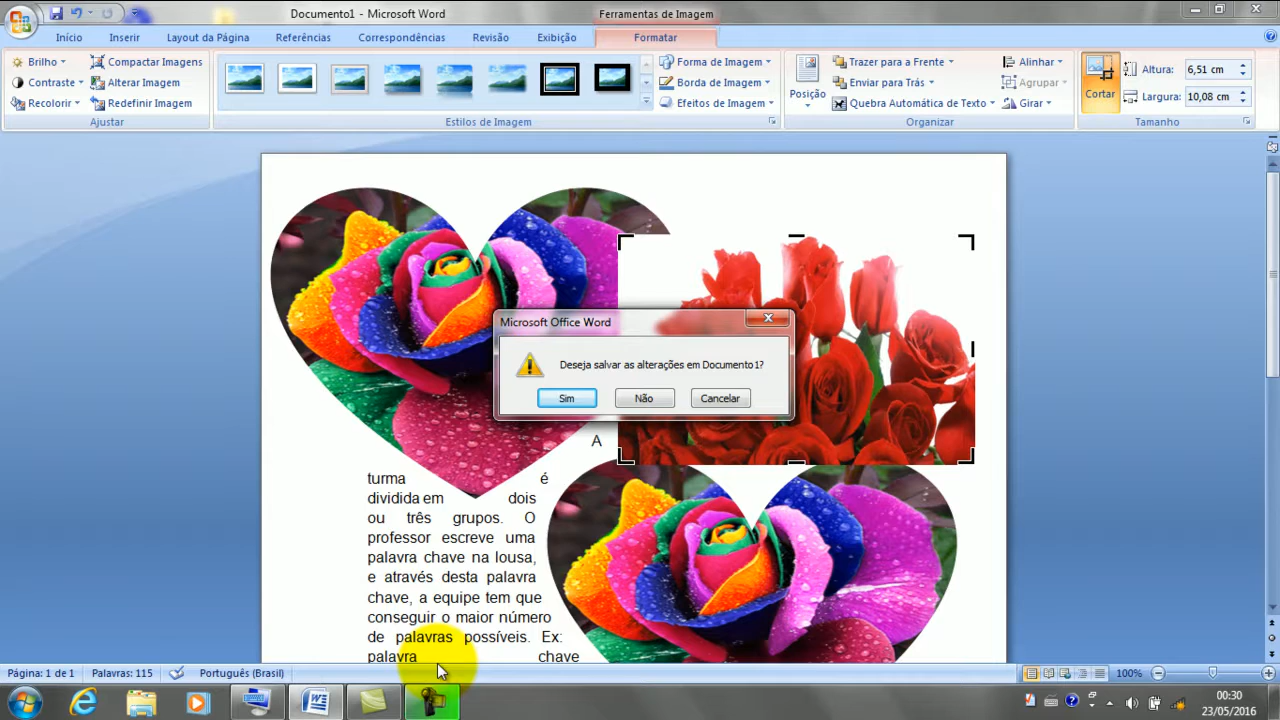 Documento1 - Microsoft Word
Ferramentas de Imagem
Início
Inserir
Layout da Página
Referências
Correspondências
Revisão
Exibição
Formatar
Brilho
Compactar Imagens
Contraste
Alterar Imagem
Recolorir
Redefinir Imagem
Ajustar
Forma de Imagem
Borda de Imagem
Efeitos de Imagem
Estilos de Imagem
Posição
Trazer para a Frente
Enviar para Trás
Quebra Automática de Texto
Alinhar
Agrupar
Girar
Organizar
Cortar
Altura: 6,51 cm
Largura: 10,08 cm
Tamanho
Microsoft Office Word
Deseja salvar as alterações em Documento1?
Sim
Não
Cancelar
A
turma é
dividida em dois
ou três grupos. O
professor escreve uma
palavra chave na lousa,
e através desta palavra
chave, a equipe tem que
conseguir o maior número
de palavras possíveis. Ex:
palavra chave
Página: 1 de 1
Palavras: 115
Português (Brasil)
100%
00:30
23/05/2016